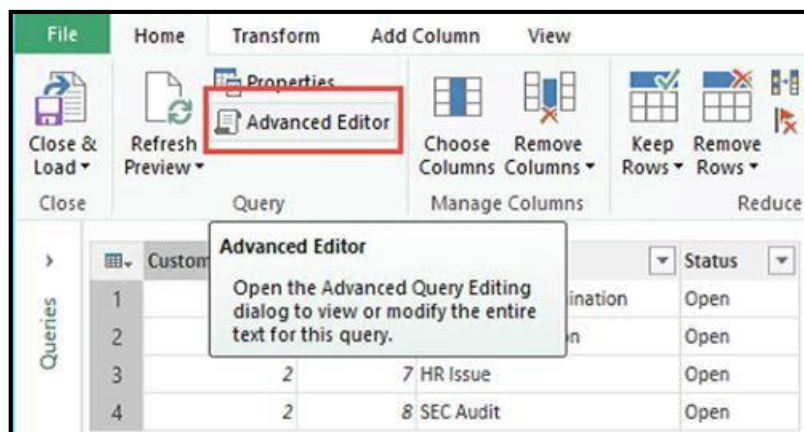 File Home Transform Add Column View
Properties
Advanced Editor
Close & Load
Refresh Preview
Choose Columns
Remove Columns
Keep Rows
Remove Rows
Close Query Manage Columns Reduce
Queries
Custom Status
Advanced Editor
Open the Advanced Query Editing
dialog to view or modify the entire
text for this query.
1 ination Open
2 n Open
3 2 7 HR Issue Open
4 2 8 SEC Audit Open